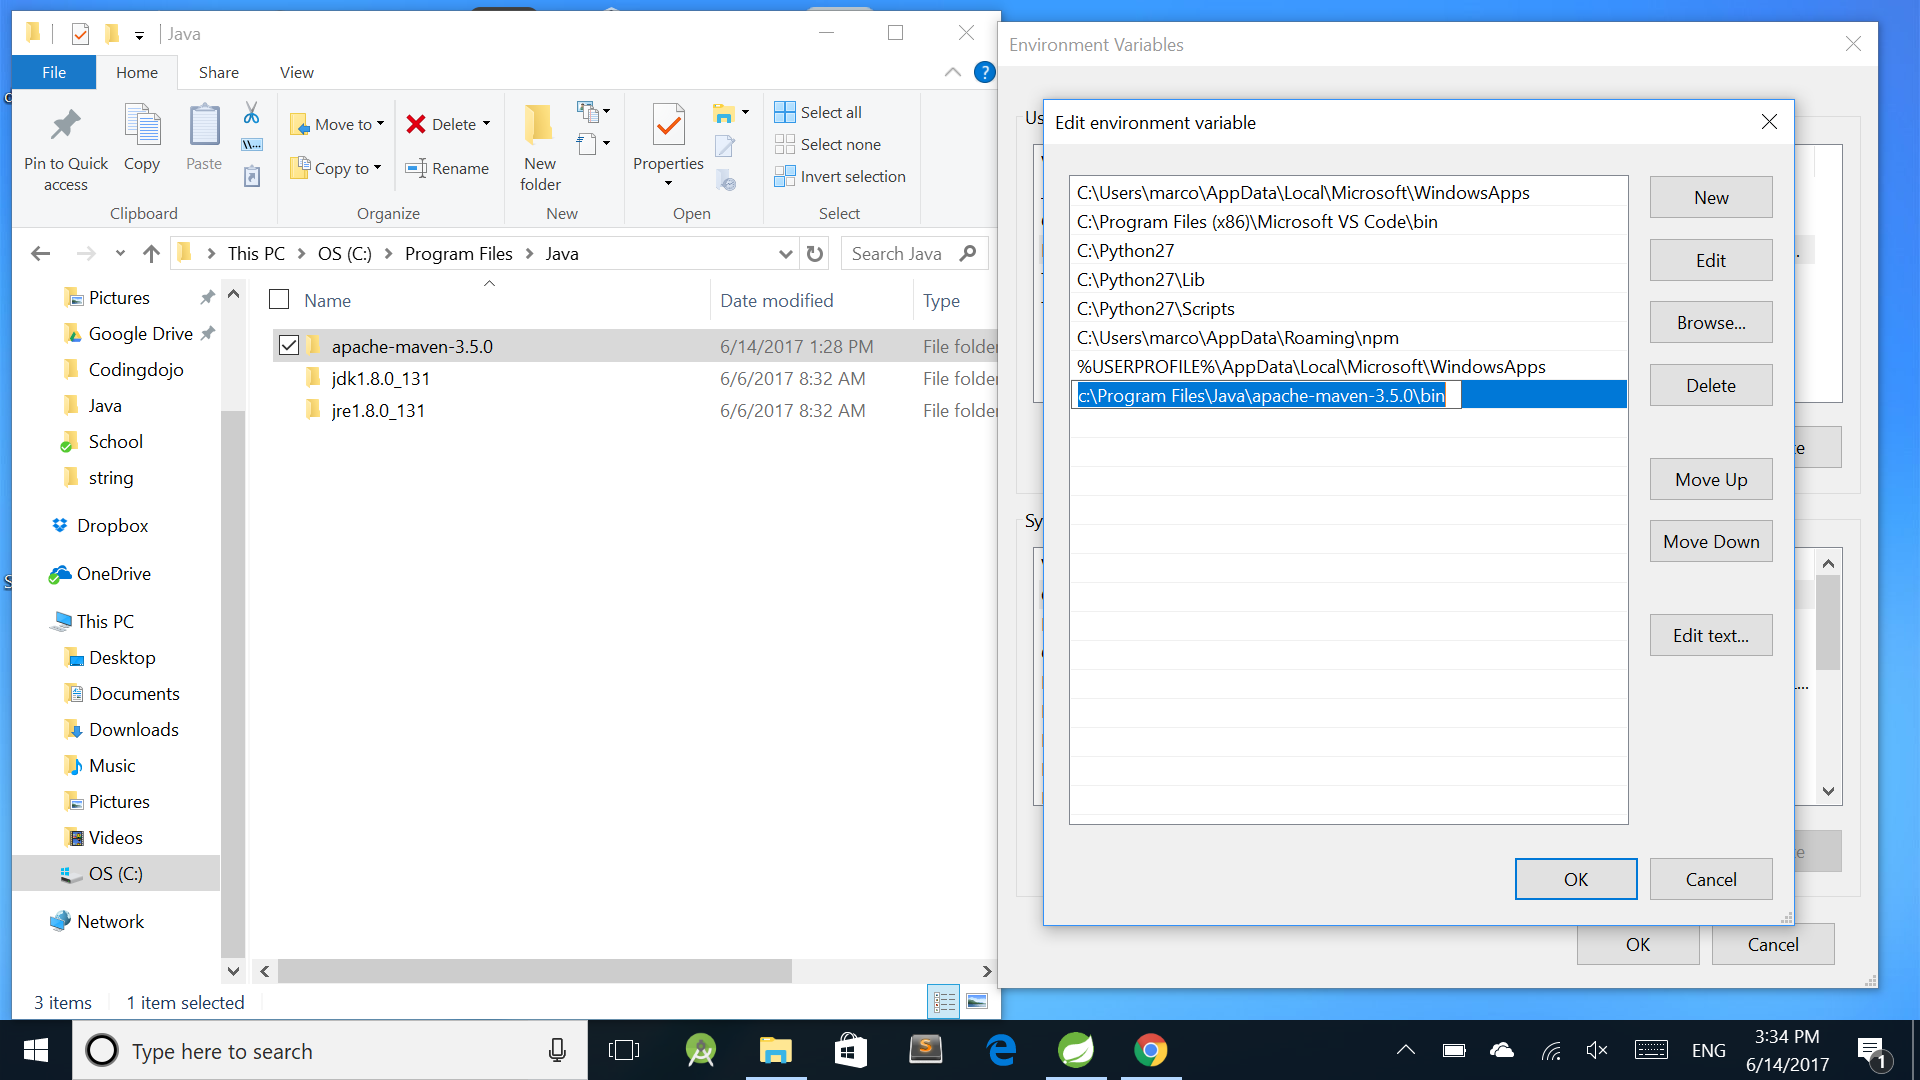 Java
File
Home
Share
View
Pin to Quick access
Copy
Paste
Move to
Copy to
Delete
Rename
New folder
Properties
Select all
Select none
Invert selection
Clipboard
Organize
New
Open
Select
This PC
OS (C:)
Program Files
Java
Search Java
Name
Date modified
Type
apache-maven-3.5.0
6/14/2017 1:28 PM
File folder
jdk1.8.0_131
6/6/2017 8:32 AM
File folder
jre1.8.0_131
6/6/2017 8:32 AM
File folder
Pictures
Google Drive
Codingdojo
Java
School
string
Dropbox
OneDrive
This PC
Desktop
Documents
Downloads
Music
Pictures
Videos
OS (C:)
Network
3 items
1 item selected
Environment Variables
Us
Sy
Edit environment variable
C:\Users\marco\AppData\Local\Microsoft\WindowsApps
C:\Program Files (x86)\Microsoft VS Code\bin
C:\Python27
C:\Python27\Lib
C:\Python27\Scripts
C:\Users\marco\AppData\Roaming\npm
%USERPROFILE%\AppData\Local\Microsoft\WindowsApps
c:\Program Files\Java\apache-maven-3.5.0\bin
New
Edit
Browse...
Delete
Move Up
Move Down
Edit text...
OK
Cancel
OK
Cancel
Type here to search
ENG
3:34 PM
6/14/2017
1